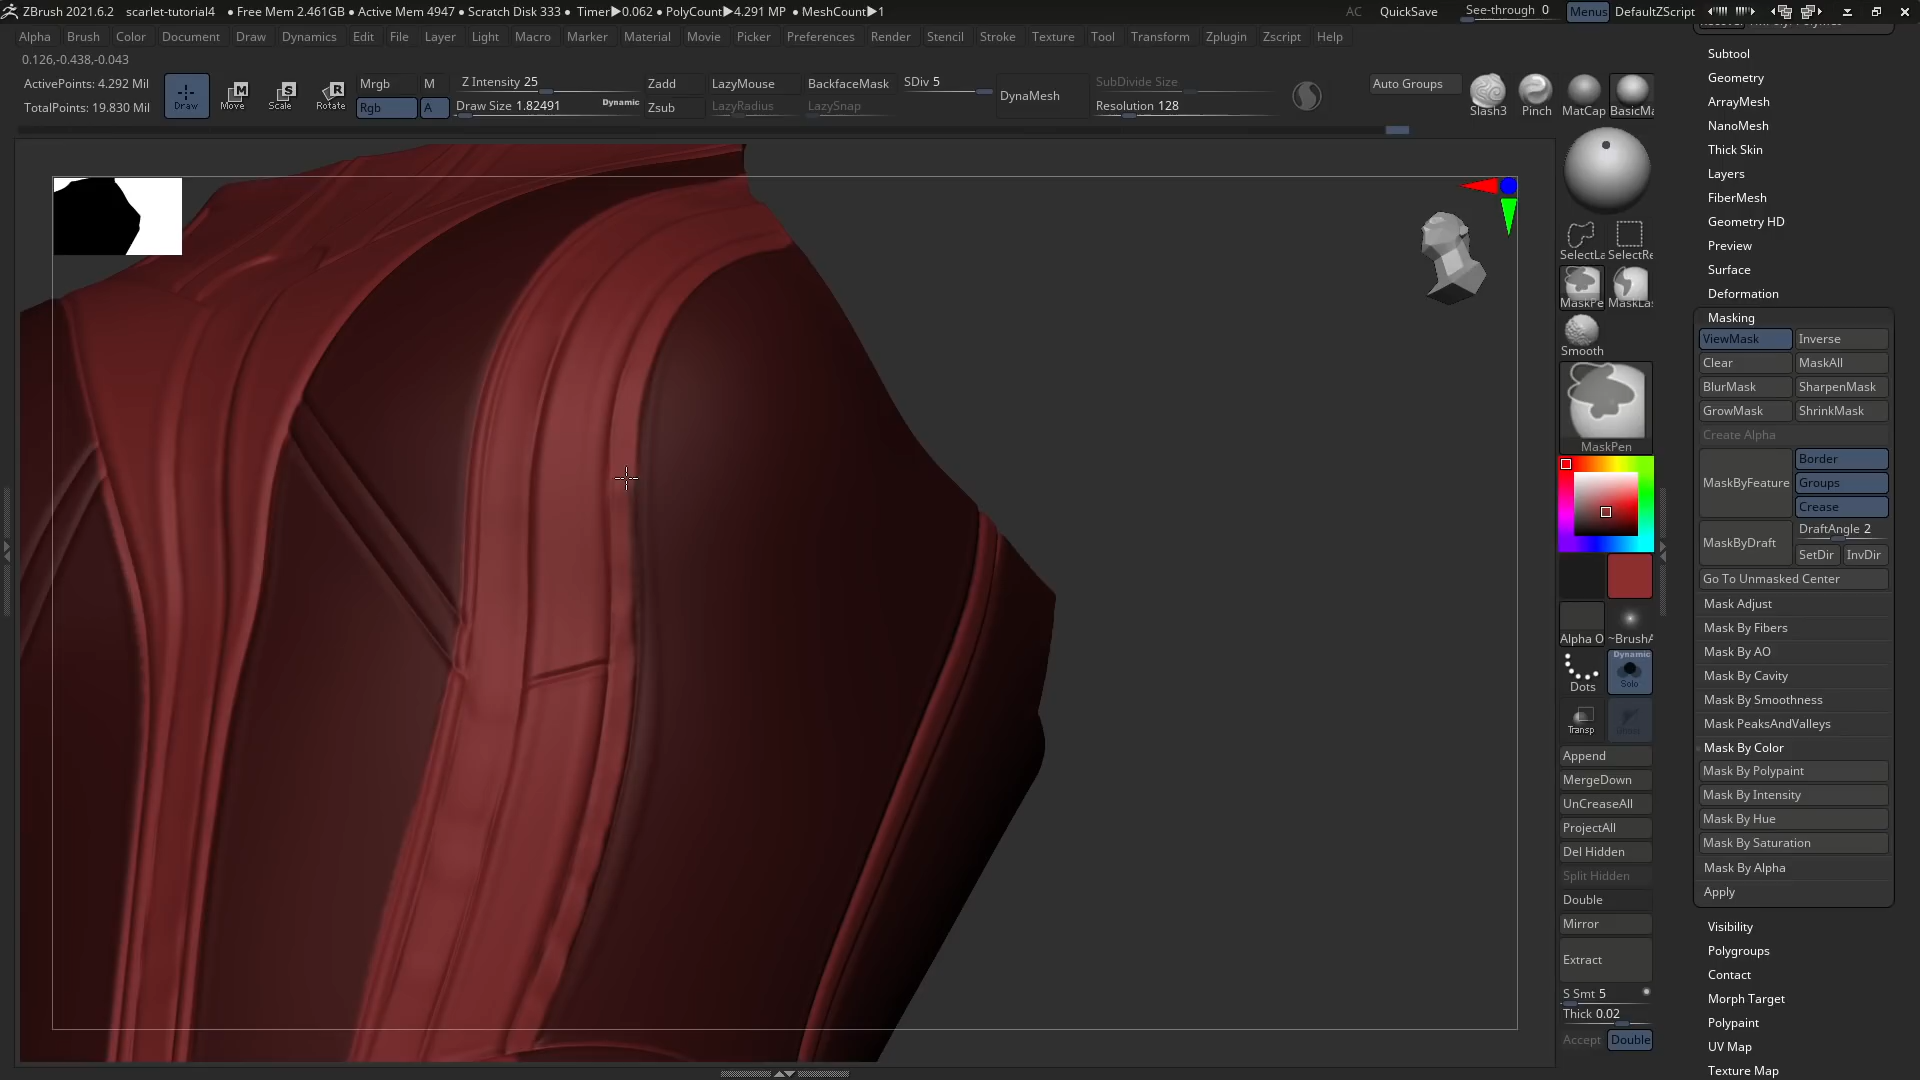 ZBrush 2021.6.2 scarlet-tutorial4 • Free Mem 2.461GB • Active Mem 4947 • Scratch Disk 333 • Timer▶0.062 • PolyCount▶4.291 MP • MeshCount▶1 AC QuickSave See-through 0 Menus DefaultZScript
Alpha Brush Color Document Draw Dynamics Edit File Layer Light Macro Marker Material Movie Picker Preferences Render Stencil Stroke Texture Tool Transform Zplugin Zscript Help
0.126,-0.438,-0.043
ActivePoints: 4.292 Mil
TotalPoints: 19.830 Mil
Draw
Move
Scale
Rotate
Mrgb M
Rgb A
Z Intensity 25
Draw Size 1.82491 Dynamic
Zadd
Zsub
LazyMouse
LazyRadius
BackfaceMask
LazySnap
SDiv 5
DynaMesh
SubDivide Size
Resolution 128
Auto Groups
Slash3
Pinch
MatCap
BasicMa
SelectLa
SelectRe
MaskPe
MaskLas
Smooth
MaskPen
Alpha O
~BrushA
Dots
Dynamic
Solo
Transp
Append
MergeDown
UnCreaseAll
ProjectAll
Del Hidden
Split Hidden
Double
Mirror
Extract
S Smt 5
Thick 0.02
Accept Double
Subtool
Geometry
ArrayMesh
NanoMesh
Thick Skin
Layers
FiberMesh
Geometry HD
Preview
Surface
Deformation
Masking
ViewMask Inverse
Clear MaskAll
BlurMask SharpenMask
GrowMask ShrinkMask
Create Alpha
MaskByFeature
Border
Groups
Crease
MaskByDraft
DraftAngle 2
SetDir InvDir
Go To Unmasked Center
Mask Adjust
Mask By Fibers
Mask By AO
Mask By Cavity
Mask By Smoothness
Mask PeaksAndValleys
Mask By Color
Mask By Polypaint
Mask By Intensity
Mask By Hue
Mask By Saturation
Mask By Alpha
Apply
Visibility
Polygroups
Contact
Morph Target
Polypaint
UV Map
Texture Map